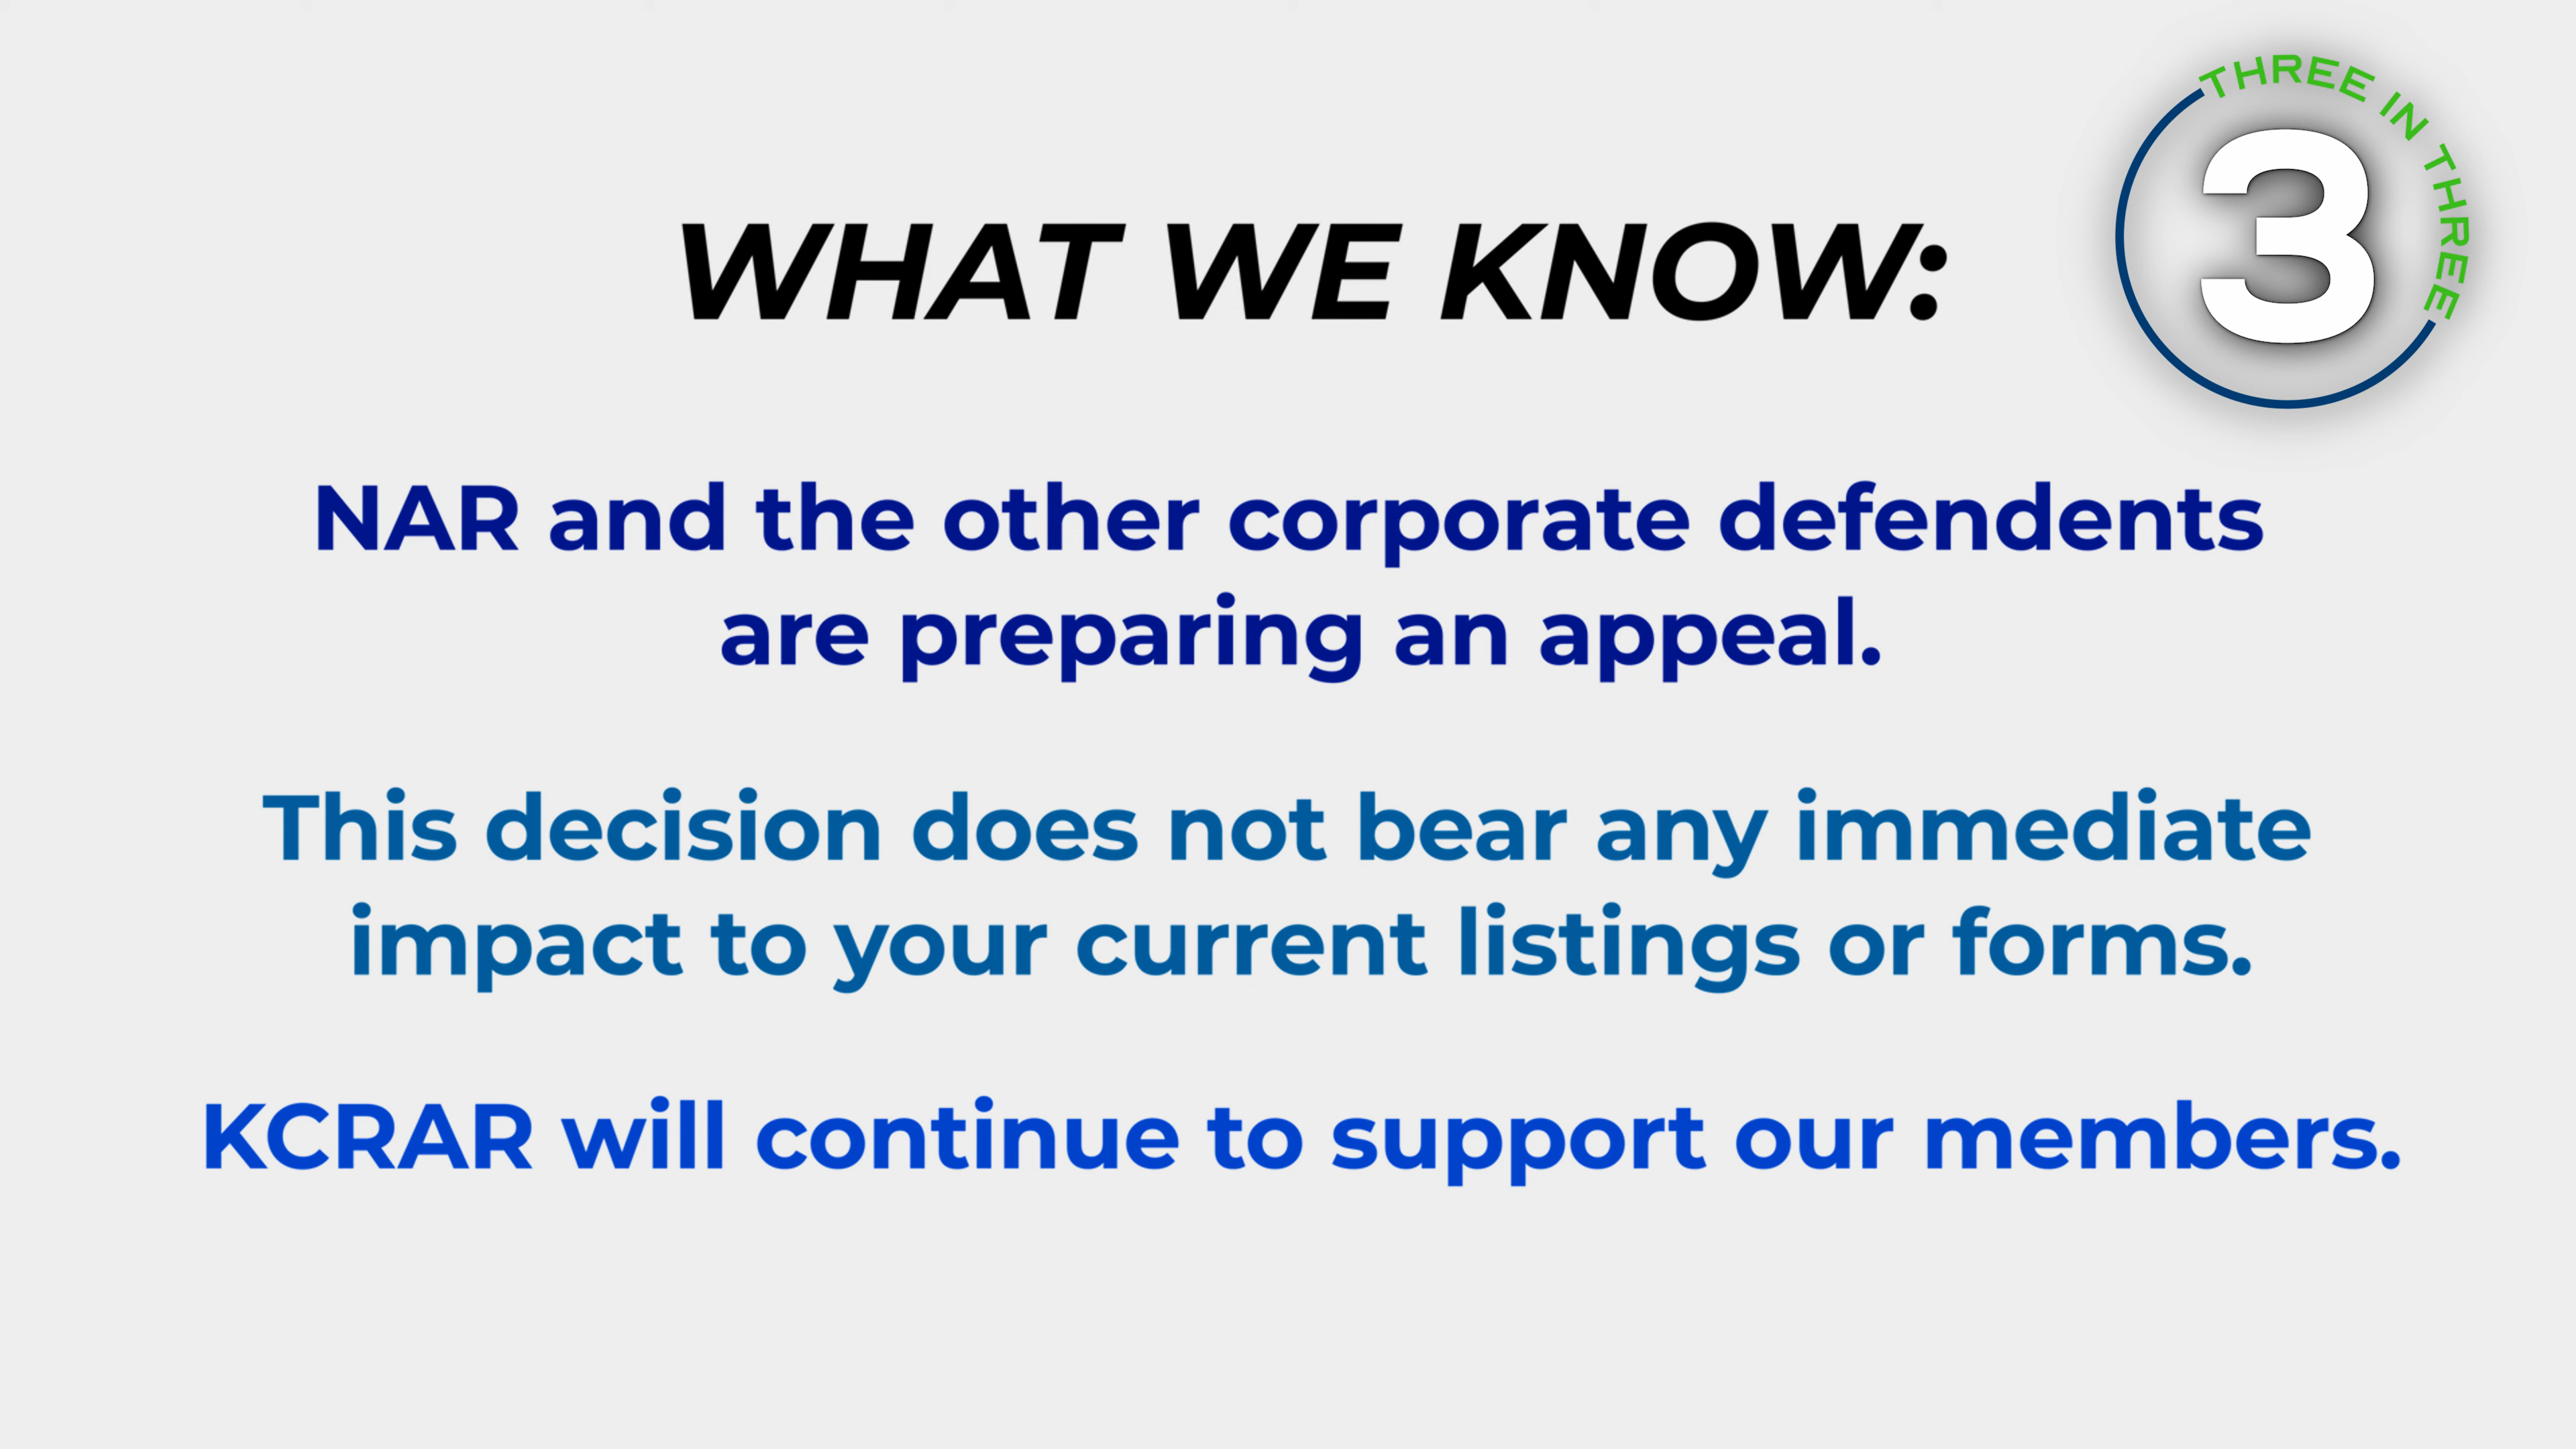 THREE IN THREE
3
WHAT WE KNOW:
NAR and the other corporate defendents
are preparing an appeal.
This decision does not bear any immediate
impact to your current listings or forms.
KCRAR will continue to support our members.